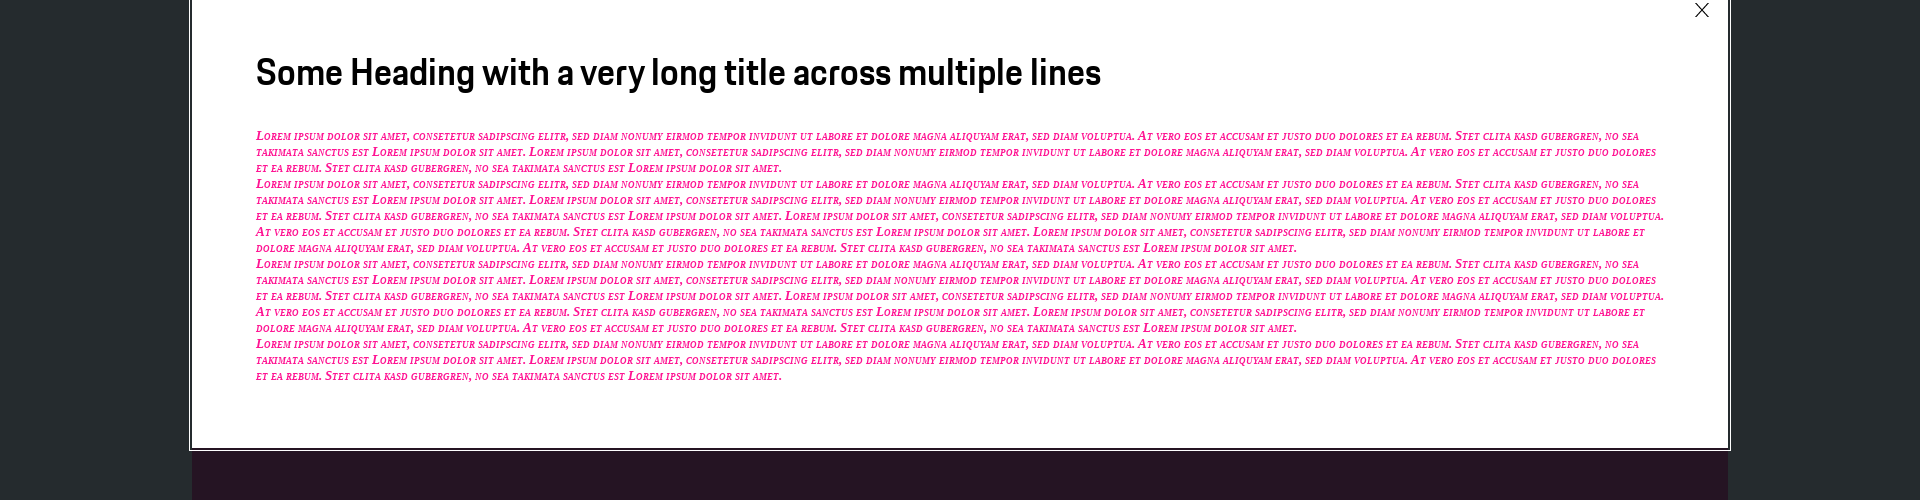 Some Heading with a very long title across multiple lines
Lorem ipsum dolor sit amet, consetetur sadipscing elitr, sed diam nonumy eirmod tempor invidunt ut labore et dolore magna aliquyam erat, sed diam voluptua. At vero eos et accusam et justo duo dolores et ea rebum. Stet clita kasd gubergren, no sea
takimata sanctus est Lorem ipsum dolor sit amet. Lorem ipsum dolor sit amet, consetetur sadipscing elitr, sed diam nonumy eirmod tempor invidunt ut labore et dolore magna aliquyam erat, sed diam voluptua. At vero eos et accusam et justo duo dolores
et ea rebum. Stet clita kasd gubergren, no sea takimata sanctus est Lorem ipsum dolor sit amet.
Lorem ipsum dolor sit amet, consetetur sadipscing elitr, sed diam nonumy eirmod tempor invidunt ut labore et dolore magna aliquyam erat, sed diam voluptua. At vero eos et accusam et justo duo dolores et ea rebum. Stet clita kasd gubergren, no sea
takimata sanctus est Lorem ipsum dolor sit amet. Lorem ipsum dolor sit amet, consetetur sadipscing elitr, sed diam nonumy eirmod tempor invidunt ut labore et dolore magna aliquyam erat, sed diam voluptua. At vero eos et accusam et justo duo dolores
et ea rebum. Stet clita kasd gubergren, no sea takimata sanctus est Lorem ipsum dolor sit amet. Lorem ipsum dolor sit amet, consetetur sadipscing elitr, sed diam nonumy eirmod tempor invidunt ut labore et dolore magna aliquyam erat, sed diam voluptua.
At vero eos et accusam et justo duo dolores et ea rebum. Stet clita kasd gubergren, no sea takimata sanctus est Lorem ipsum dolor sit amet. Lorem ipsum dolor sit amet, consetetur sadipscing elitr, sed diam nonumy eirmod tempor invidunt ut labore et
dolore magna aliquyam erat, sed diam voluptua. At vero eos et accusam et justo duo dolores et ea rebum. Stet clita kasd gubergren, no sea takimata sanctus est Lorem ipsum dolor sit amet.
Lorem ipsum dolor sit amet, consetetur sadipscing elitr, sed diam nonumy eirmod tempor invidunt ut labore et dolore magna aliquyam erat, sed diam voluptua. At vero eos et accusam et justo duo dolores et ea rebum. Stet clita kasd gubergren, no sea
takimata sanctus est Lorem ipsum dolor sit amet. Lorem ipsum dolor sit amet, consetetur sadipscing elitr, sed diam nonumy eirmod tempor invidunt ut labore et dolore magna aliquyam erat, sed diam voluptua. At vero eos et accusam et justo duo dolores
et ea rebum. Stet clita kasd gubergren, no sea takimata sanctus est Lorem ipsum dolor sit amet. Lorem ipsum dolor sit amet, consetetur sadipscing elitr, sed diam nonumy eirmod tempor invidunt ut labore et dolore magna aliquyam erat, sed diam voluptua.
At vero eos et accusam et justo duo dolores et ea rebum. Stet clita kasd gubergren, no sea takimata sanctus est Lorem ipsum dolor sit amet. Lorem ipsum dolor sit amet, consetetur sadipscing elitr, sed diam nonumy eirmod tempor invidunt ut labore et
dolore magna aliquyam erat, sed diam voluptua. At vero eos et accusam et justo duo dolores et ea rebum. Stet clita kasd gubergren, no sea takimata sanctus est Lorem ipsum dolor sit amet.
Lorem ipsum dolor sit amet, consetetur sadipscing elitr, sed diam nonumy eirmod tempor invidunt ut labore et dolore magna aliquyam erat, sed diam voluptua. At vero eos et accusam et justo duo dolores et ea rebum. Stet clita kasd gubergren, no sea
takimata sanctus est Lorem ipsum dolor sit amet. Lorem ipsum dolor sit amet, consetetur sadipscing elitr, sed diam nonumy eirmod tempor invidunt ut labore et dolore magna aliquyam erat, sed diam voluptua. At vero eos et accusam et justo duo dolores
et ea rebum. Stet clita kasd gubergren, no sea takimata sanctus est Lorem ipsum dolor sit amet.